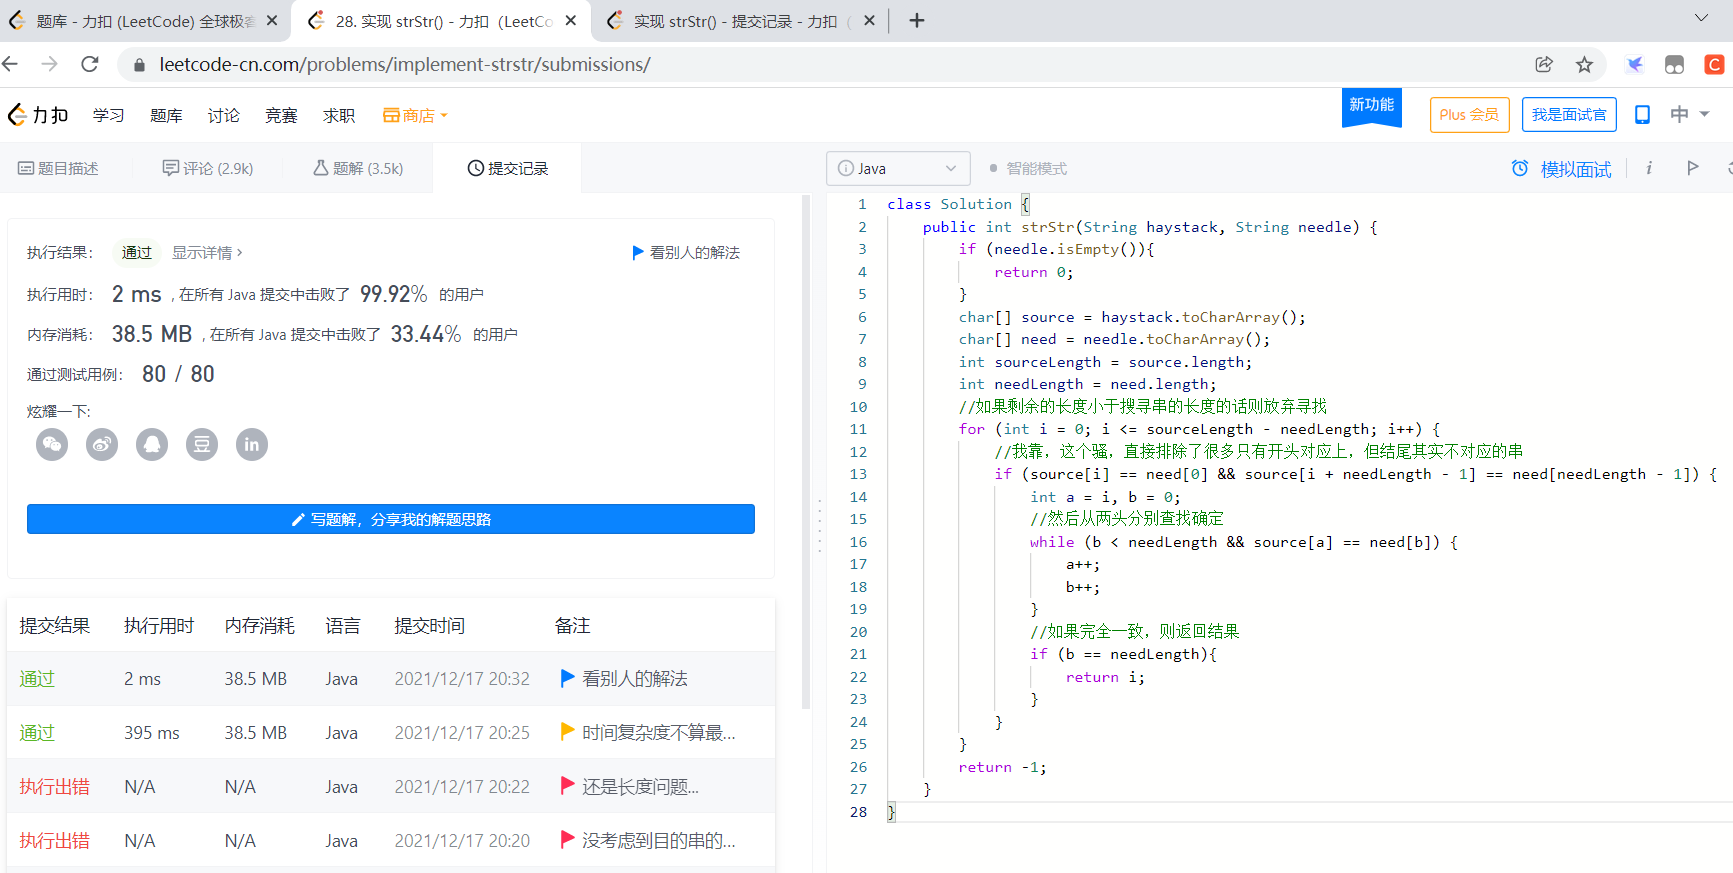 题库 - 力扣 (LeetCode) 全球极客
28. 实现 strStr() - 力扣（LeetCo
实现 strStr() - 提交记录 - 力扣（
leetcode-cn.com/problems/implement-strstr/submissions/
力扣 学习 题库 讨论 竞赛 求职 商店 新功能 Plus 会员 我是面试官 中
题目描述 评论 (2.9k) 题解 (3.5k) 提交记录
i Java 智能模式 模拟面试 i
执行结果： 通过 显示详情 > 看别人的解法
执行用时： 2 ms , 在所有 Java 提交中击败了 99.92% 的用户
内存消耗： 38.5 MB , 在所有 Java 提交中击败了 33.44% 的用户
通过测试用例： 80 / 80
炫耀一下:
豆 in
写题解，分享我的解题思路
提交结果 执行用时 内存消耗 语言 提交时间 备注
通过 2 ms 38.5 MB Java 2021/12/17 20:32 看别人的解法
通过 395 ms 38.5 MB Java 2021/12/17 20:25 时间复杂度不算最...
执行出错 N/A N/A Java 2021/12/17 20:22 还是长度问题...
执行出错 N/A N/A Java 2021/12/17 20:20 没考虑到目的串的...
1 class Solution {
2 public int strStr(String haystack, String needle) {
3 if (needle.isEmpty()){
4 return 0;
5 }
6 char[] source = haystack.toCharArray();
7 char[] need = needle.toCharArray();
8 int sourceLength = source.length;
9 int needLength = need.length;
10 //如果剩余的长度小于搜寻串的长度的话则放弃寻找
11 for (int i = 0; i <= sourceLength - needLength; i++) {
12 //我靠，这个骚，直接排除了很多只有开头对应上，但结尾其实不对应的串
13 if (source[i] == need[0] && source[i + needLength - 1] == need[needLength - 1]) {
14 int a = i, b = 0;
15 //然后从两头分别查找确定
16 while (b < needLength && source[a] == need[b]) {
17 a++;
18 b++;
19 }
20 //如果完全一致，则返回结果
21 if (b == needLength){
22 return i;
23 }
24 }
25 }
26 return -1;
27 }
28 }